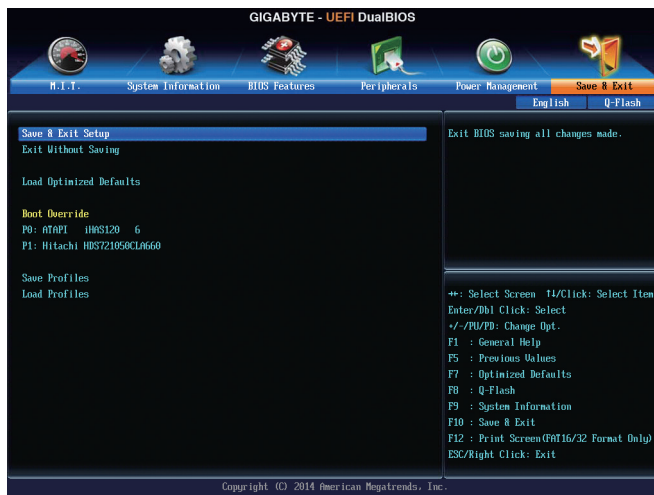 GIGABYTE - UEFI DualBIOS
M.I.T. System Information BIOS Features Peripherals Power Management Save & Exit
English Q-Flash
Save & Exit Setup
Exit Without Saving
Load Optimized Defaults
Boot Override
P0: ATAPI iHAS120 6
P1: Hitachi HDS721050CLA660
Save Profiles
Load Profiles
Exit BIOS saving all changes made.
→←: Select Screen ↑↓/Click: Select Item
Enter/Dbl Click: Select
+/-/PU/PD: Change Opt.
F1 : General Help
F5 : Previous Values
F7 : Optimized Defaults
F8 : Q-Flash
F9 : System Information
F10 : Save & Exit
F12 : Print Screen(FAT16/32 Format Only)
ESC/Right Click: Exit
Copyright (C) 2014 American Megatrends, Inc.